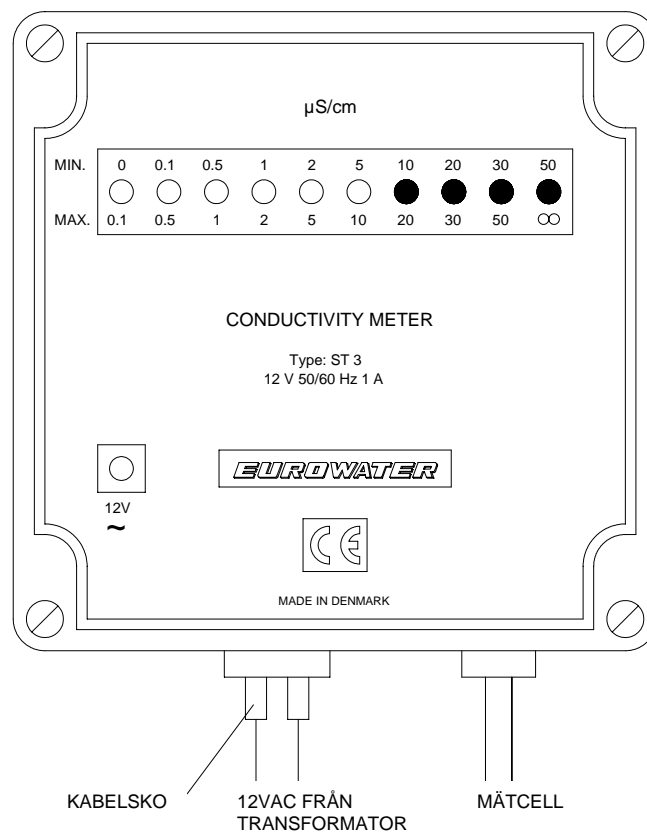 µS/cm
MIN. 0 0.1 0.5 1 2 5 10 20 30 50
MAX. 0.1 0.5 1 2 5 10 20 30 50 ∞
CONDUCTIVITY METER
Type: ST 3
12 V 50/60 Hz 1 A
EUROWATER
12V
~
CE
MADE IN DENMARK
KABELSKO
12VAC FRÅN
TRANSFORMATOR
MÄTCELL